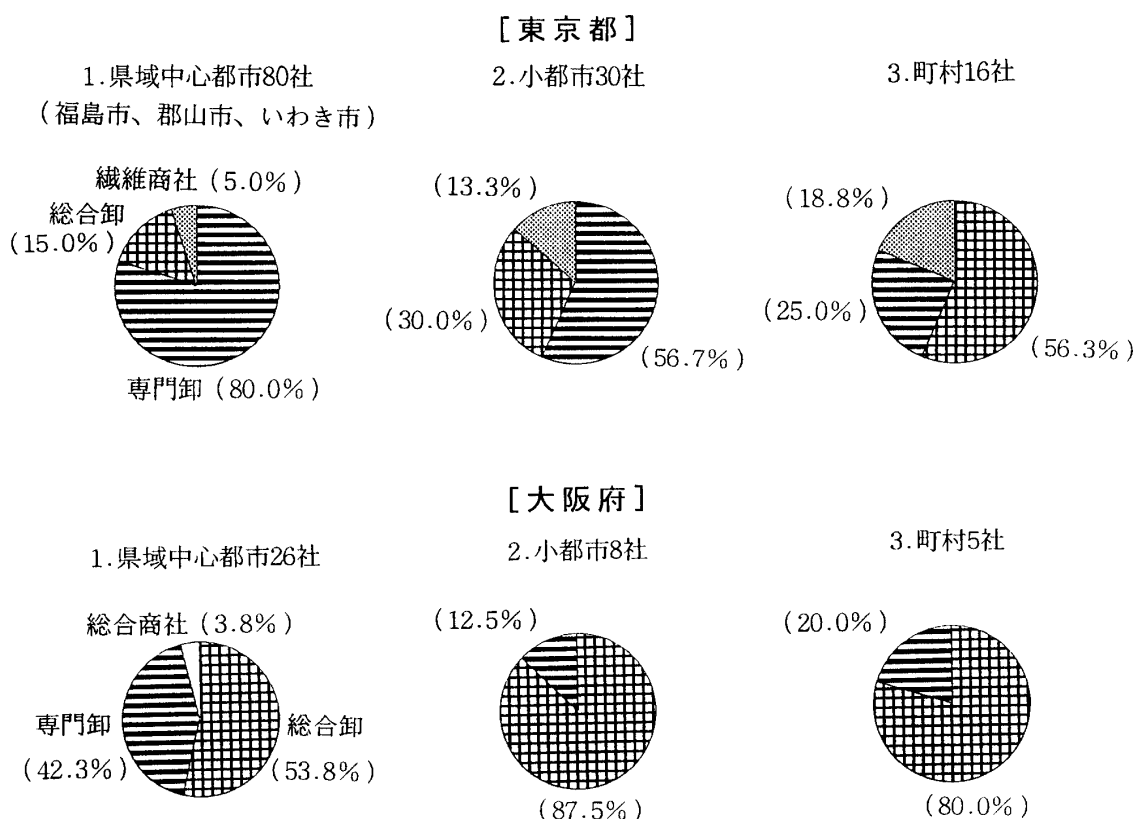 [東京都]
1.県域中心都市80社
(福島市、郡山市、いわき市)
繊維商社(5.0%)
総合卸
(15.0%)
専門卸(80.0%)
2.小都市30社
(13.3%)
(30.0%)
(56.7%)
3.町村16社
(18.8%)
(25.0%)
(56.3%)
[大阪府]
1.県域中心都市26社
総合商社(3.8%)
専門卸
(42.3%)
総合卸
(53.8%)
2.小都市8社
(12.5%)
(87.5%)
3.町村5社
(20.0%)
(80.0%)